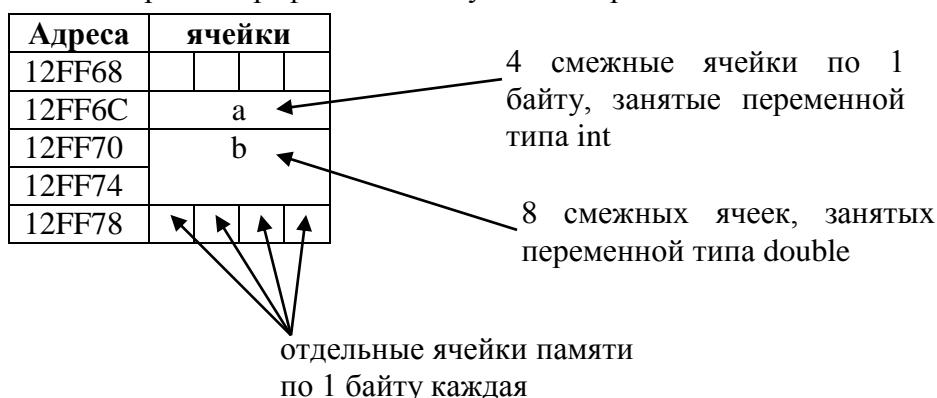 Адреса ячейки
12FF68
12FF6C a
12FF70 b
12FF74
12FF78
4 смежные ячейки по 1
байту, занятые переменной
типа int
8 смежных ячеек, занятых
переменной типа double
отдельные ячейки памяти
по 1 байту каждая